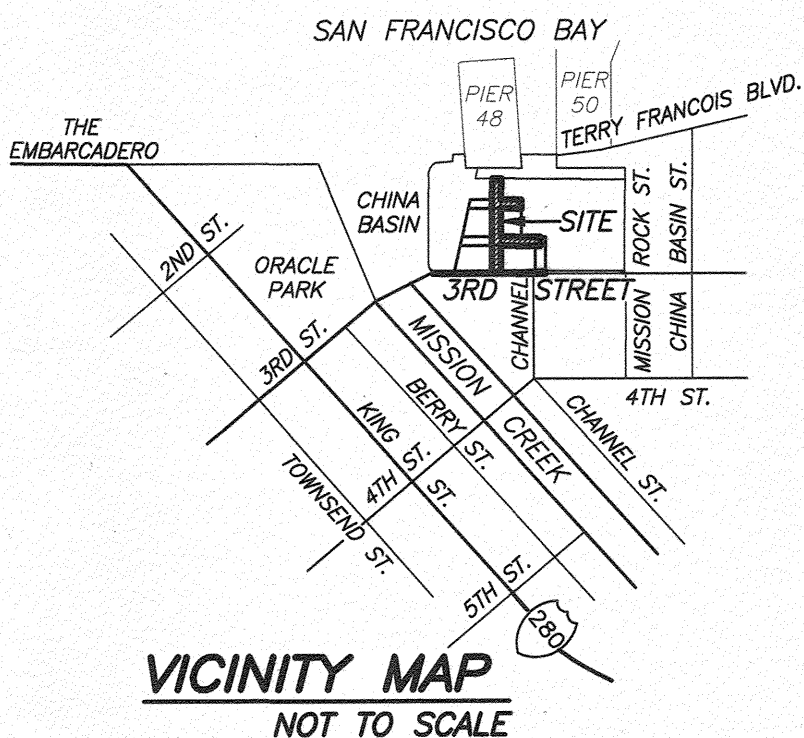 SAN FRANCISCO BAY
PIER
48
PIER
50
TERRY FRANCOIS BLVD.
THE
EMBARCADERO
CHINA
BASIN
SITE
ROCK ST.
BASIN ST.
2ND ST.
ORACLE
PARK
3RD STREET
3RD ST.
CHANNEL
MISSION
CHINA
MISSION
CREEK
BERRY ST.
KING ST.
4TH ST.
4TH ST.
CHANNEL ST.
TOWNSEND ST.
5TH ST.
280
VICINITY MAP
NOT TO SCALE